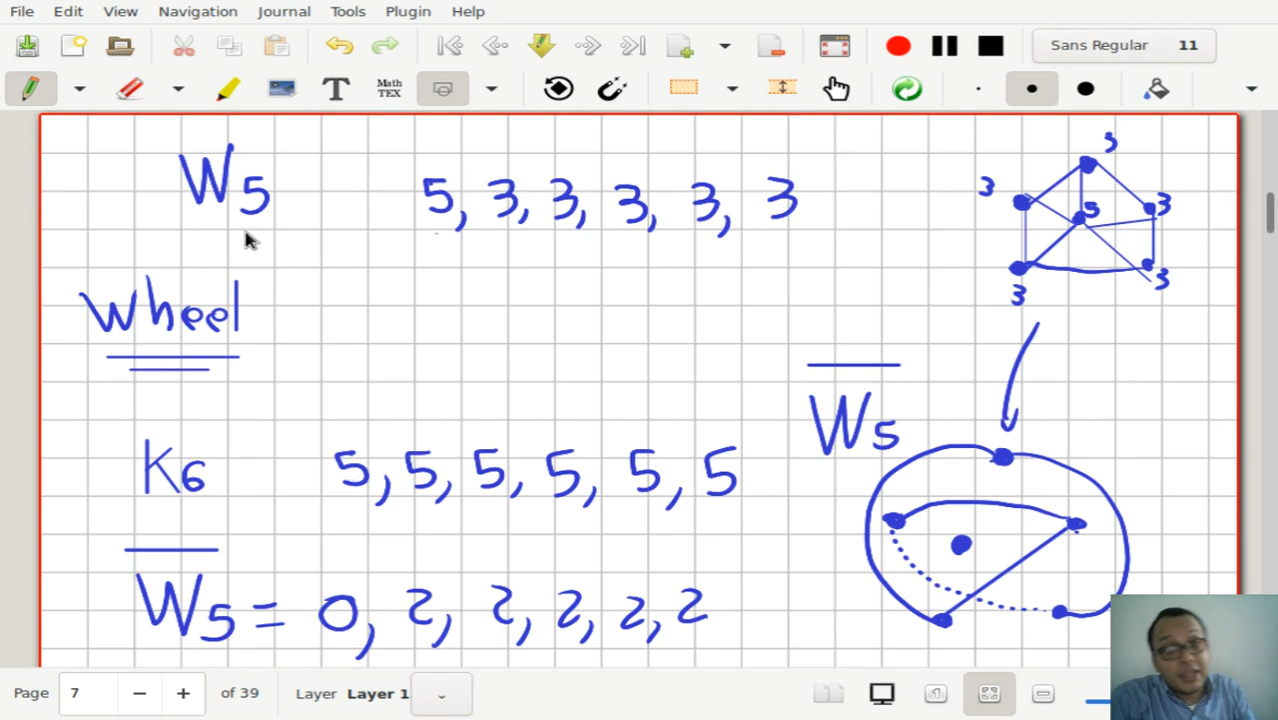 File Edit View Navigation Journal Tools Plugin Help
T Math TEX Sans Regular 11
W5 5, 3, 3, 3, 3, 3
3
3 5 3
3 3
Wheel
W5
K6 5, 5, 5, 5, 5, 5
W5 = 0, 2, 2, 2, 2, 2
Page 7 of 39 Layer Layer 1